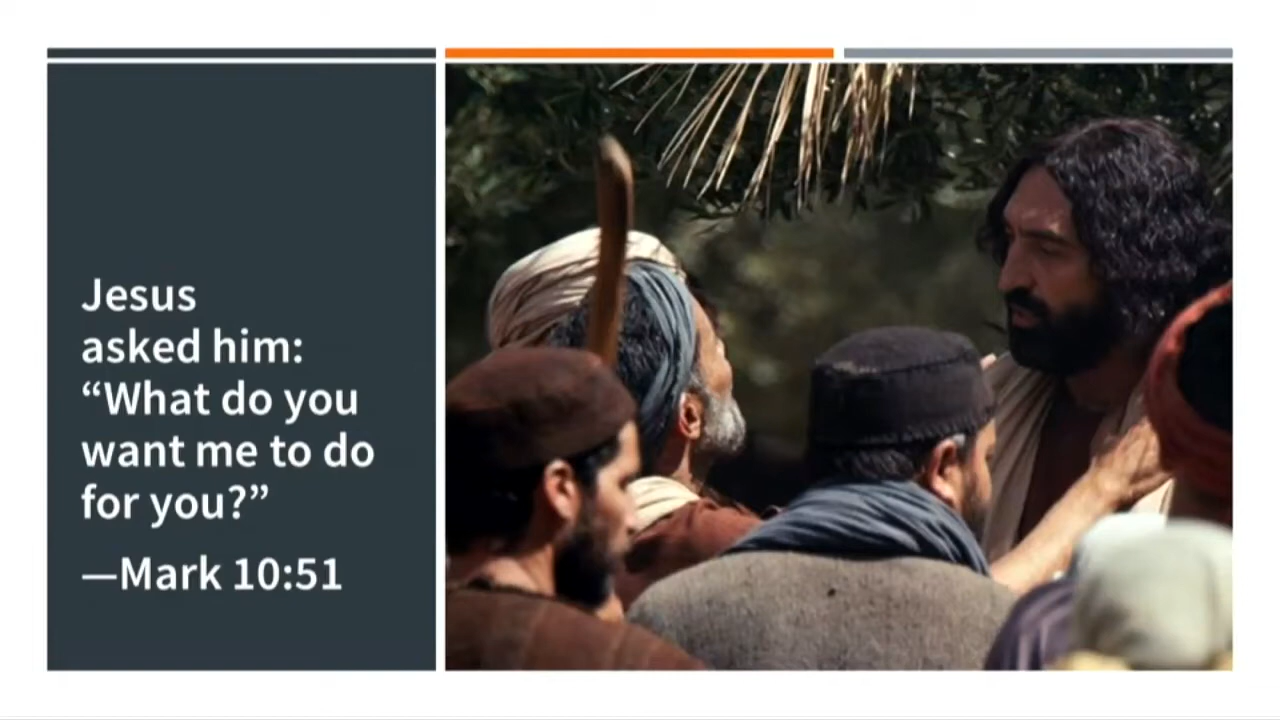 Jesus
asked him:
“What do you
want me to do
for you?”
—Mark 10:51